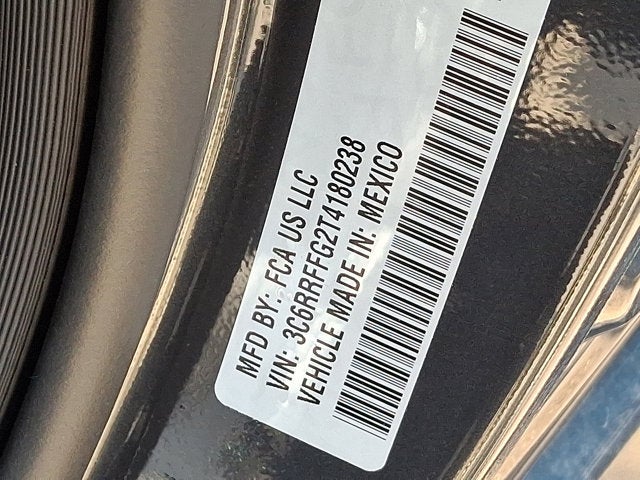 MFD BY: FCA US LLC
VIN: 3C6RRFFG2T4180238
VEHICLE MADE IN: MEXICO